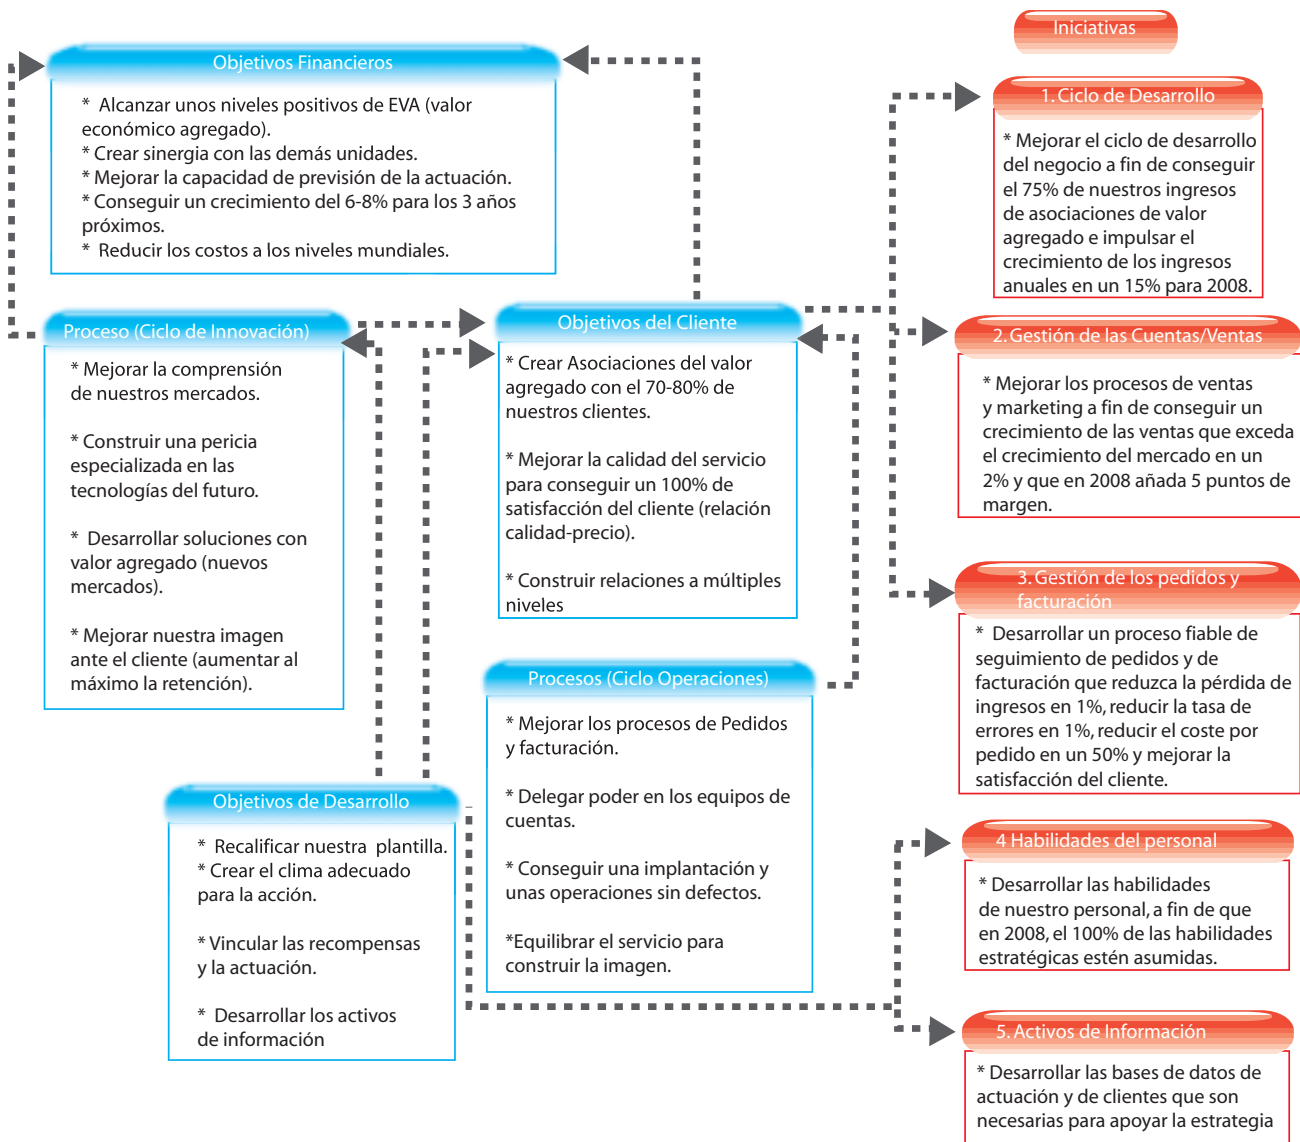 Iniciativas
Objetivos Financieros
* Alcanzar unos niveles positivos de EVA (valor
económico agregado).
* Crear sinergia con las demás unidades.
* Mejorar la capacidad de previsión de la actuación.
* Conseguir un crecimiento del 6-8% para los 3 años
próximos.
* Reducir los costos a los niveles mundiales.
Proceso (Ciclo de Innovación)
* Mejorar la comprensión
de nuestros mercados.
* Construir una pericia
especializada en las
tecnologías del futuro.
* Desarrollar soluciones con
valor agregado (nuevos
mercados).
* Mejorar nuestra imagen
ante el cliente (aumentar al
máximo la retención).
Objetivos del Cliente
* Crear Asociaciones del valor
agregado con el 70-80% de
nuestros clientes.
* Mejorar la calidad del servicio
para conseguir un 100% de
satisfacción del cliente (relación
calidad-precio).
* Construir relaciones a múltiples
niveles
Procesos (Ciclo Operaciones)
* Mejorar los procesos de Pedidos
y facturación.
* Delegar poder en los equipos de
cuentas.
* Conseguir una implantación y
unas operaciones sin defectos.
*Equilibrar el servicio para
construir la imagen.
Objetivos de Desarrollo
* Recalificar nuestra plantilla.
* Crear el clima adecuado
para la acción.
* Vincular las recompensas
y la actuación.
* Desarrollar los activos
de información
1. Ciclo de Desarrollo
* Mejorar el ciclo de desarrollo
del negocio a fin de conseguir
el 75% de nuestros ingresos
de asociaciones de valor
agregado e impulsar el
crecimiento de los ingresos
anuales en un 15% para 2008.
2. Gestión de las Cuentas/Ventas
* Mejorar los procesos de ventas
y marketing a fin de conseguir un
crecimiento de las ventas que exceda
el crecimiento del mercado en un
2% y que en 2008 añada 5 puntos de
margen.
3. Gestión de los pedidos y
facturación
* Desarrollar un proceso fiable de
seguimiento de pedidos y de
facturación que reduzca la pérdida de
ingresos en 1%, reducir la tasa de
errores en 1%, reducir el coste por
pedido en un 50% y mejorar la
satisfacción del cliente.
4 Habilidades del personal
* Desarrollar las habilidades
de nuestro personal, a fin de que
en 2008, el 100% de las habilidades
estratégicas estén asumidas.
5. Activos de Información
* Desarrollar las bases de datos de
actuación y de clientes que son
necesarias para apoyar la estrategia